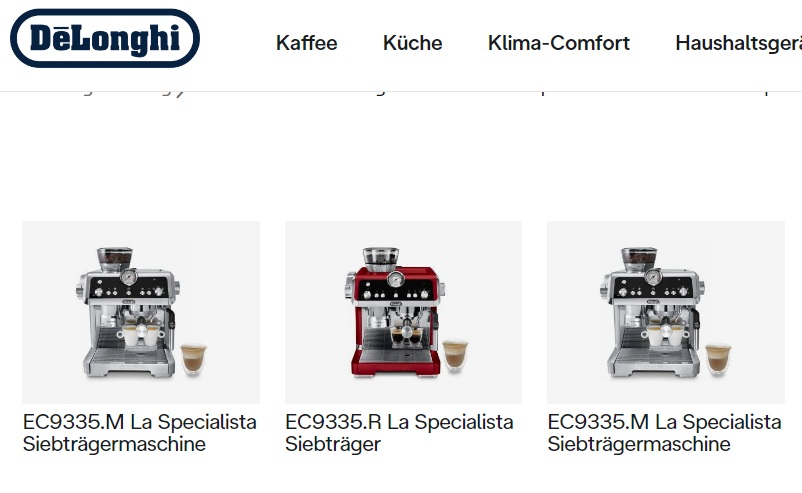 DēLonghi
Kaffee Küche Klima-Comfort
EC9335.M La Specialista
Siebträgermaschine
EC9335.R La Specialista
Siebträger
EC9335.M La Specialista
Siebträgermaschine